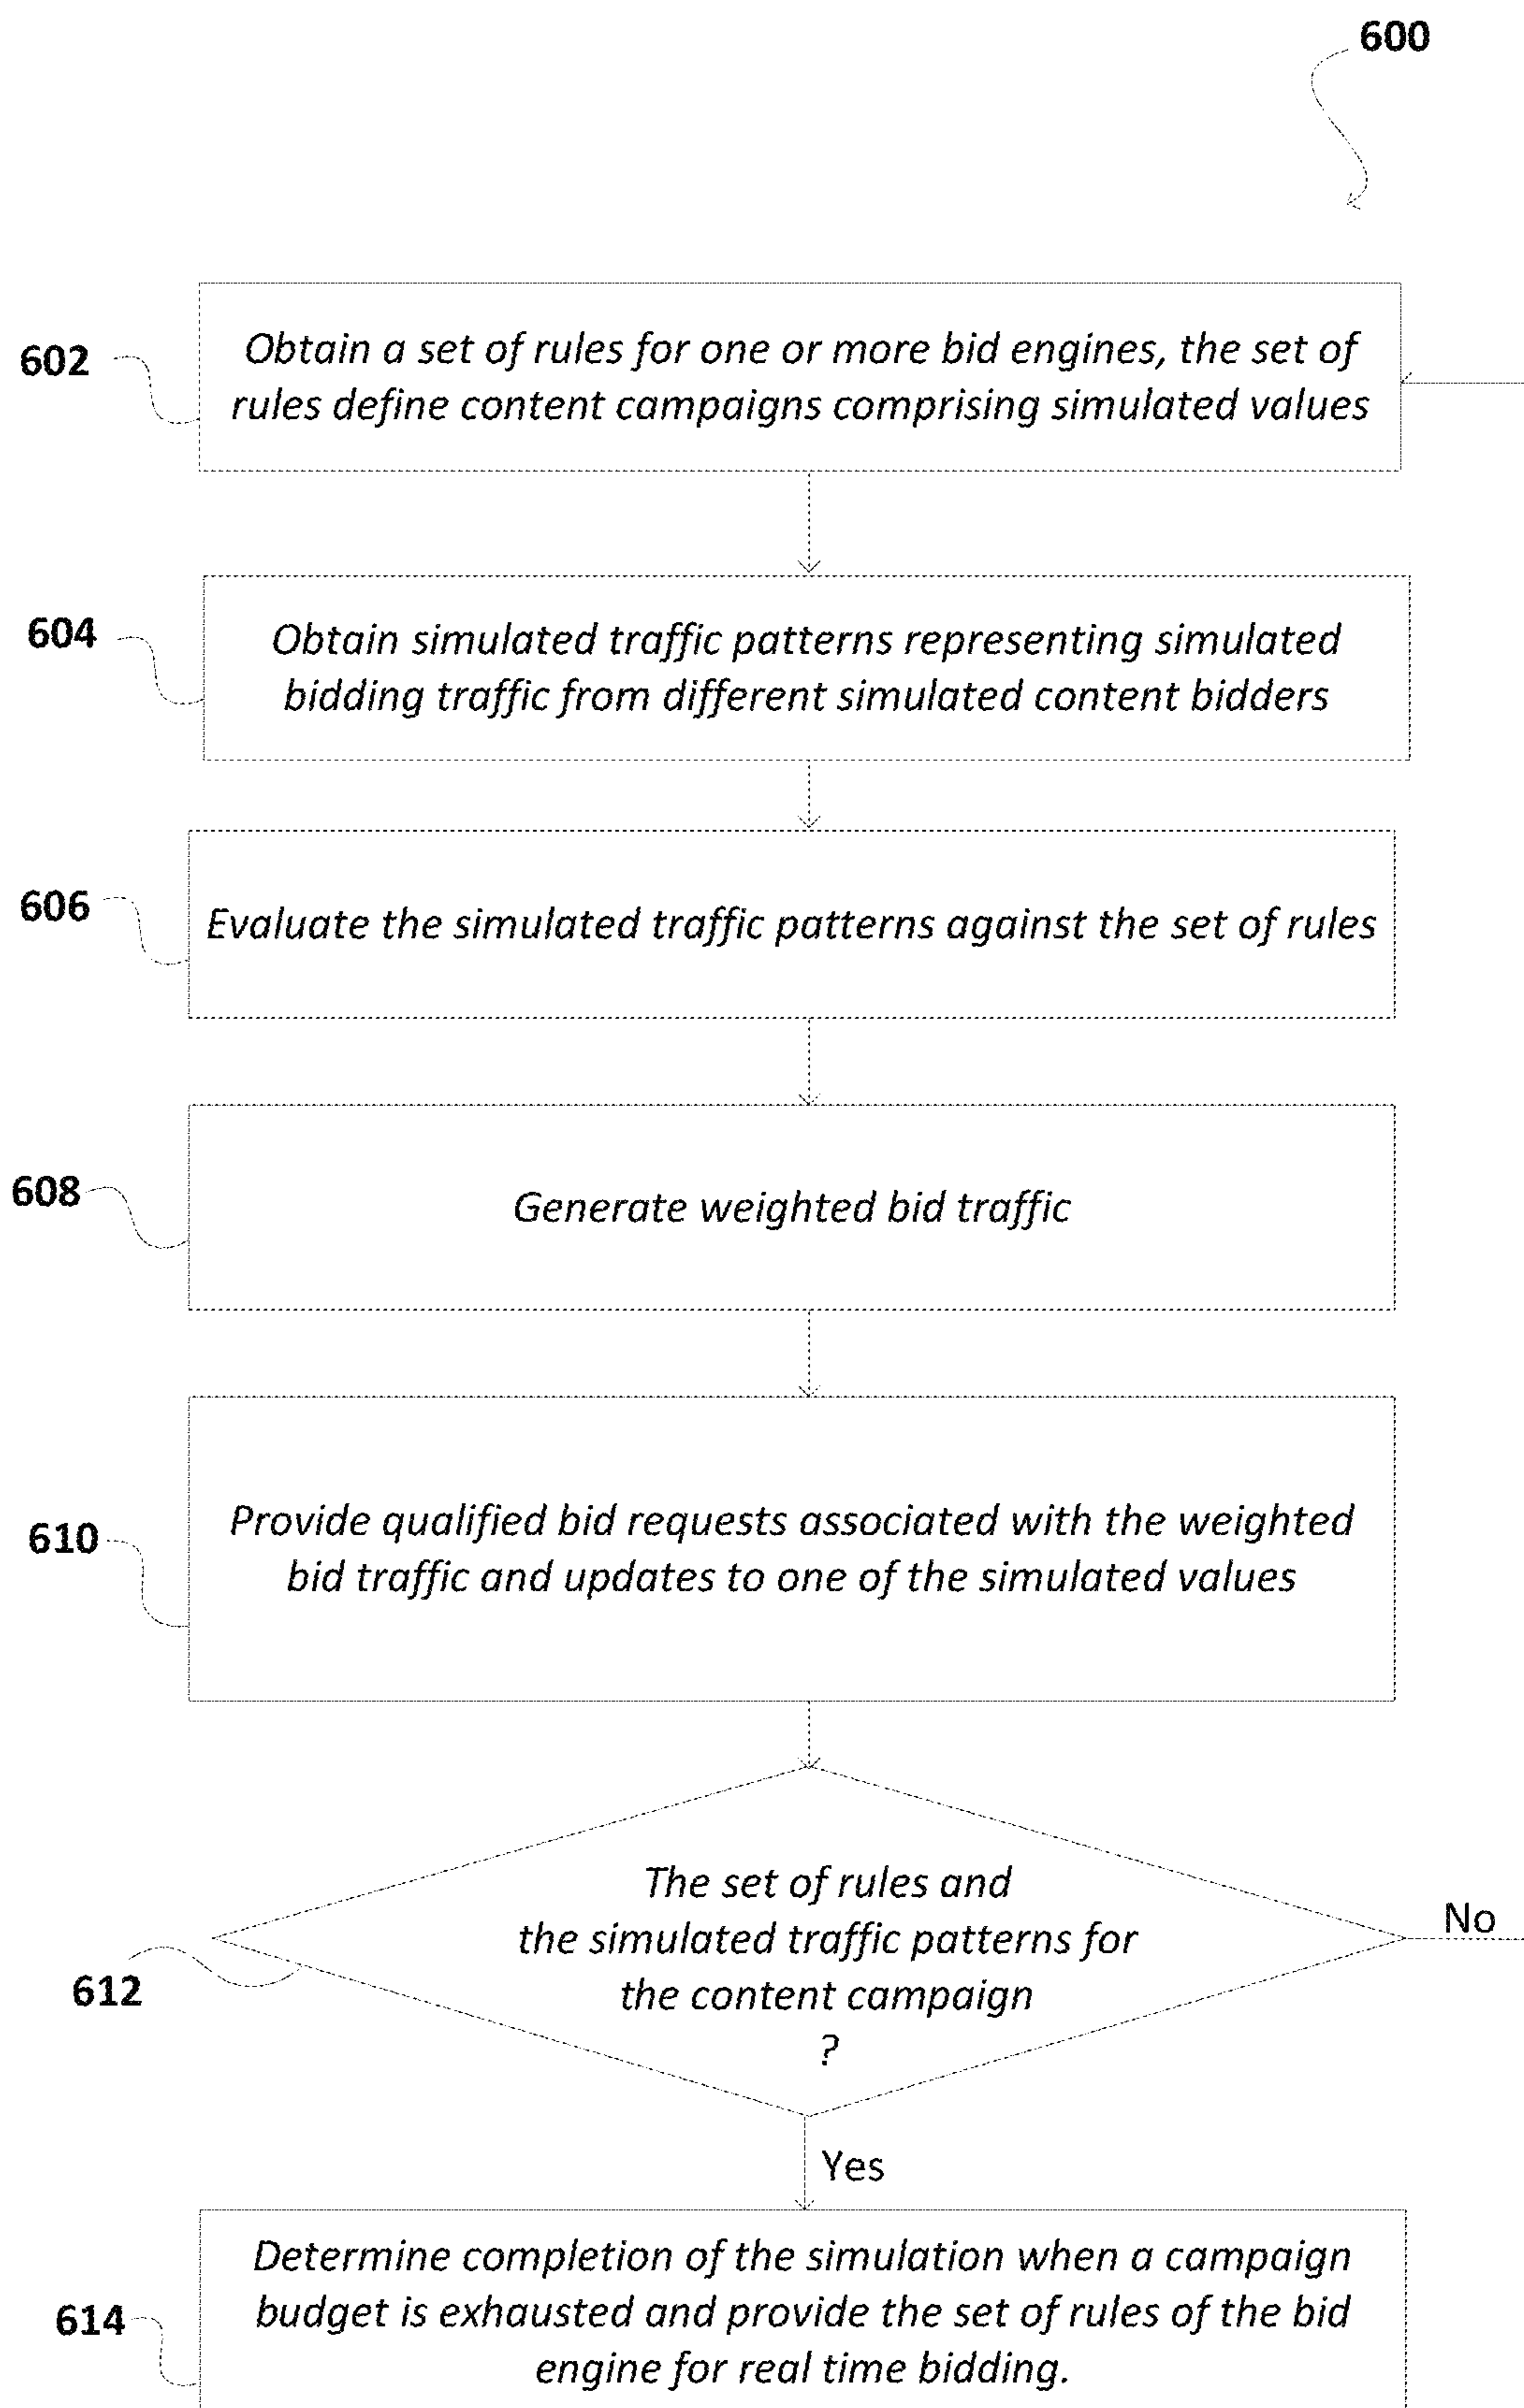 600
602
Obtain a set of rules for one or more bid engines, the set of
rules define content campaigns comprising simulated values
604
Obtain simulated traffic patterns representing simulated
bidding traffic from different simulated content bidders
606
Evaluate the simulated traffic patterns against the set of rules
608
Generate weighted bid traffic
610
Provide qualified bid requests associated with the weighted
bid traffic and updates to one of the simulated values
612
The set of rules and
the simulated traffic patterns for
the content campaign
?
No
Yes
614
Determine completion of the simulation when a campaign
budget is exhausted and provide the set of rules of the bid
engine for real time bidding.